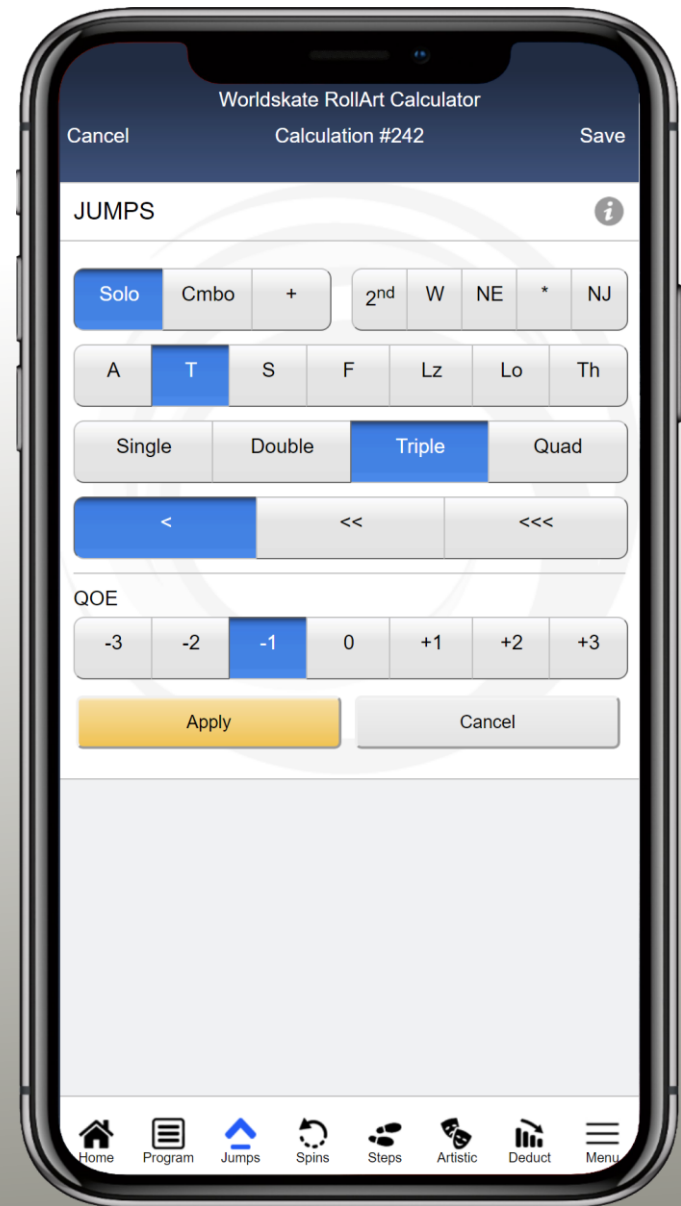 Worldskate RollArt Calculator
Cancel Calculation #242 Save
JUMPS i
Solo Cmbo + 2nd W NE * NJ
A T S F Lz Lo Th
Single Double Triple Quad
< << <<<
QOE
-3 -2 -1 0 +1 +2 +3
Apply Cancel
Home Program Jumps Spins Steps Artistic Deduct Menu